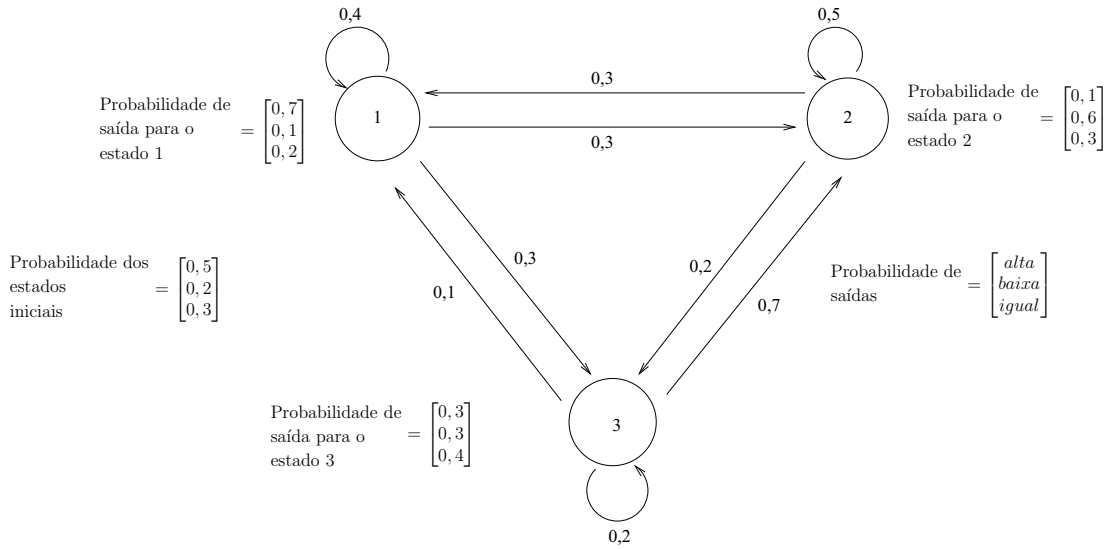 0,4
0,5
Probabilidade de
saída para o
estado 1
=
0, 7
0, 1
0, 2
1
0,3
0,3
2
Probabilidade de
saída para o
estado 2
=
0, 1
0, 6
0, 3
Probabilidade dos
estados
iniciais
=
0, 5
0, 2
0, 3
0,3
0,1
0,2
0,7
Probabilidade de
saídas
=
alta
baixa
igual
Probabilidade de
saída para o
estado 3
=
0, 3
0, 3
0, 4
3
0,2